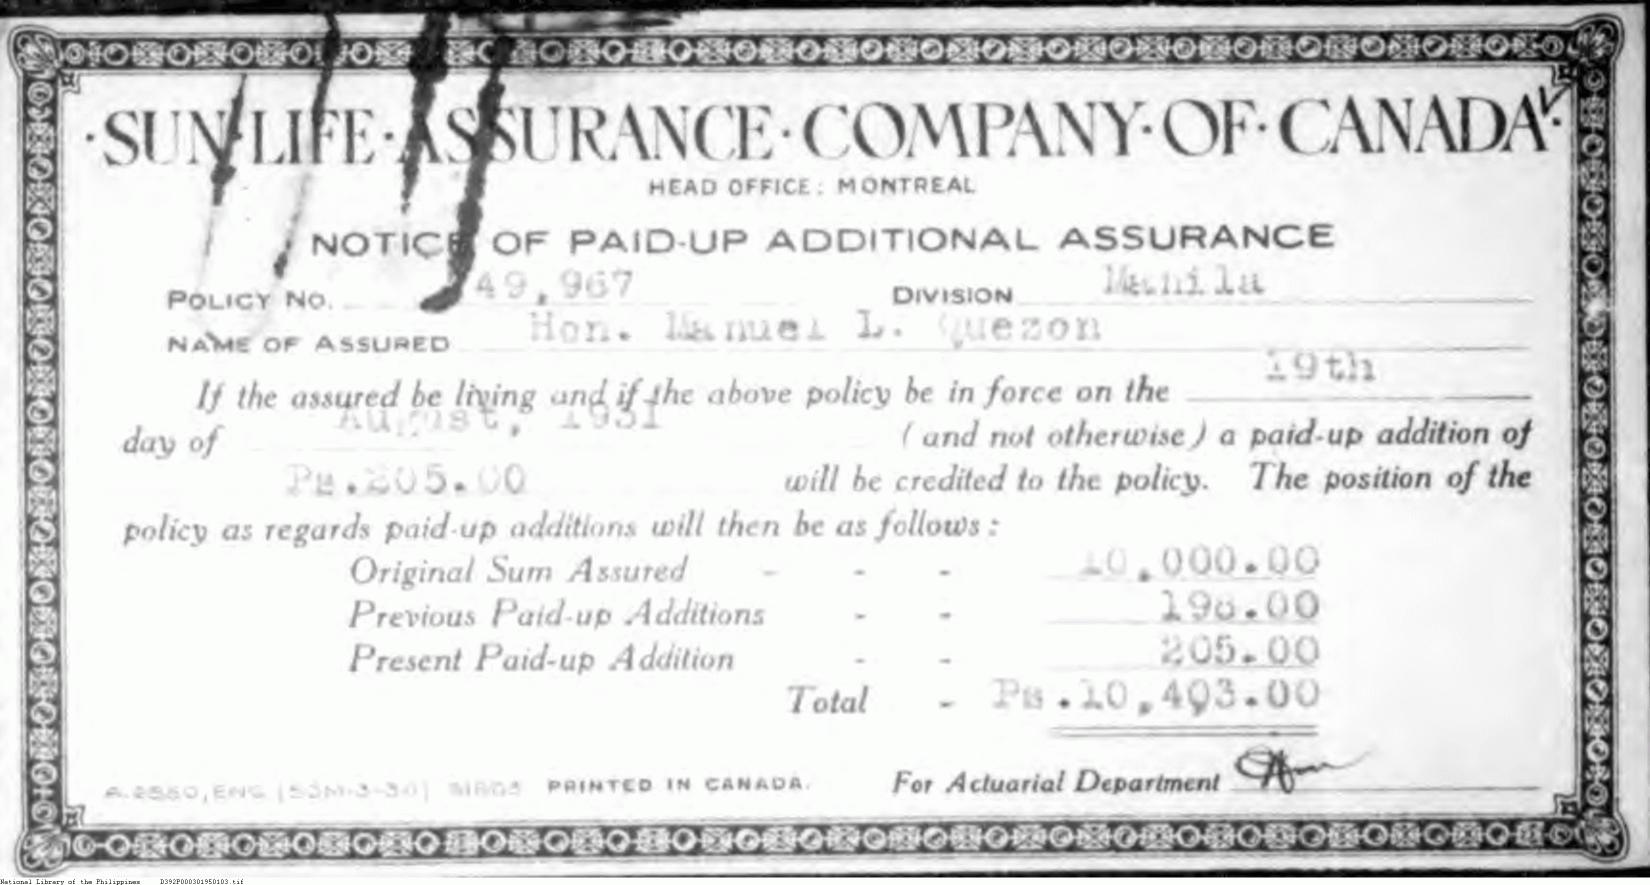 ·SUN·LIFE·ASSURANCE·COMPANY·OF·CANADA·
HEAD OFFICE: MONTREAL
NOTICE OF PAID-UP ADDITIONAL ASSURANCE
POLICY NO. 49,967 DIVISION Manila
NAME OF ASSURED Hon. Manuel L. Quezon
If the assured be living and if the above policy be in force on the 19th
day of August, 1931 (and not otherwise) a paid-up addition of
Ps.205.00 will be credited to the policy. The position of the
policy as regards paid-up additions will then be as follows:
Original Sum Assured - - - 10,000.00
Previous Paid-up Additions - - 198.00
Present Paid-up Addition - - 205.00
Total - Ps.10,403.00
PRINTED IN CANADA. For Actuarial Department
National Library of the Philippines D392P000301950103.tif